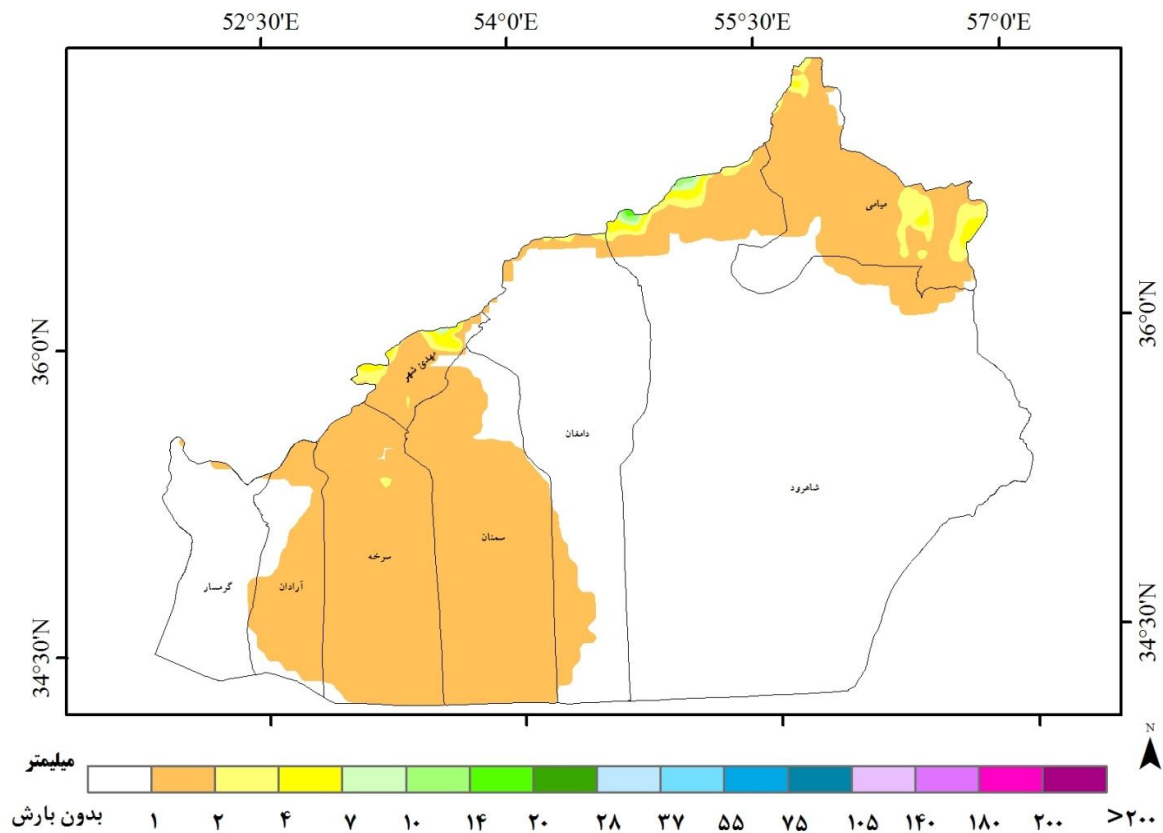 52°30'E 54°0'E 55°30'E 57°0'E
میامی
36°0'N 36°0'N
مهدی شهر
دامغان
شاهرود
سمنان
سرخه
آرادان
گرمسار
34°30'N 34°30'N
N
میلیمتر
بدون بارش ۱ ۲ ۴ ۷ ۱۰ ۱۴ ۲۰ ۲۸ ۳۷ ۵۵ ۷۵ ۱۰۵ ۱۴۰ ۱۸۰ ۲۰۰ >۲۰۰